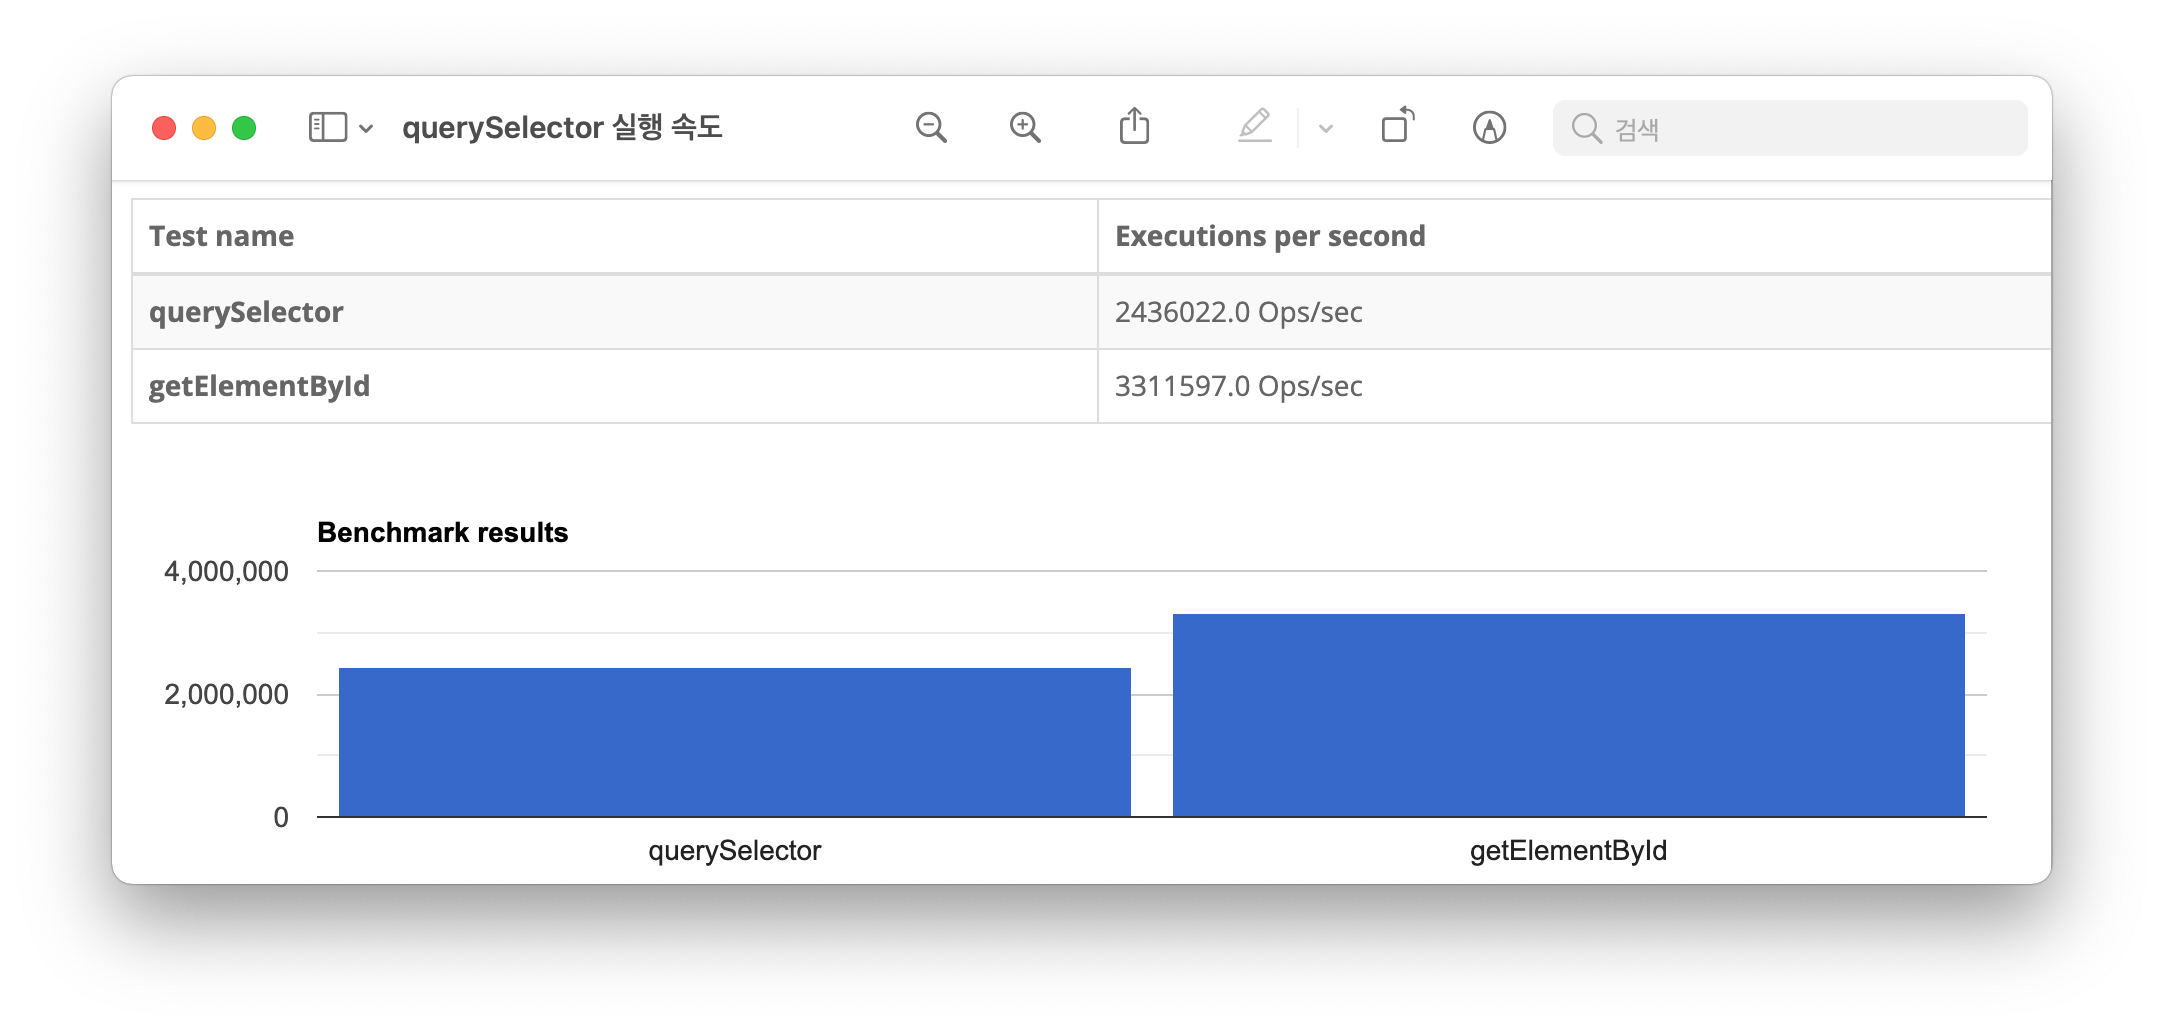 querySelector 실행 속도
검색
Test name Executions per second
querySelector 2436022.0 Ops/sec
getElementById 3311597.0 Ops/sec
Benchmark results
4,000,000
2,000,000
0
querySelector getElementById